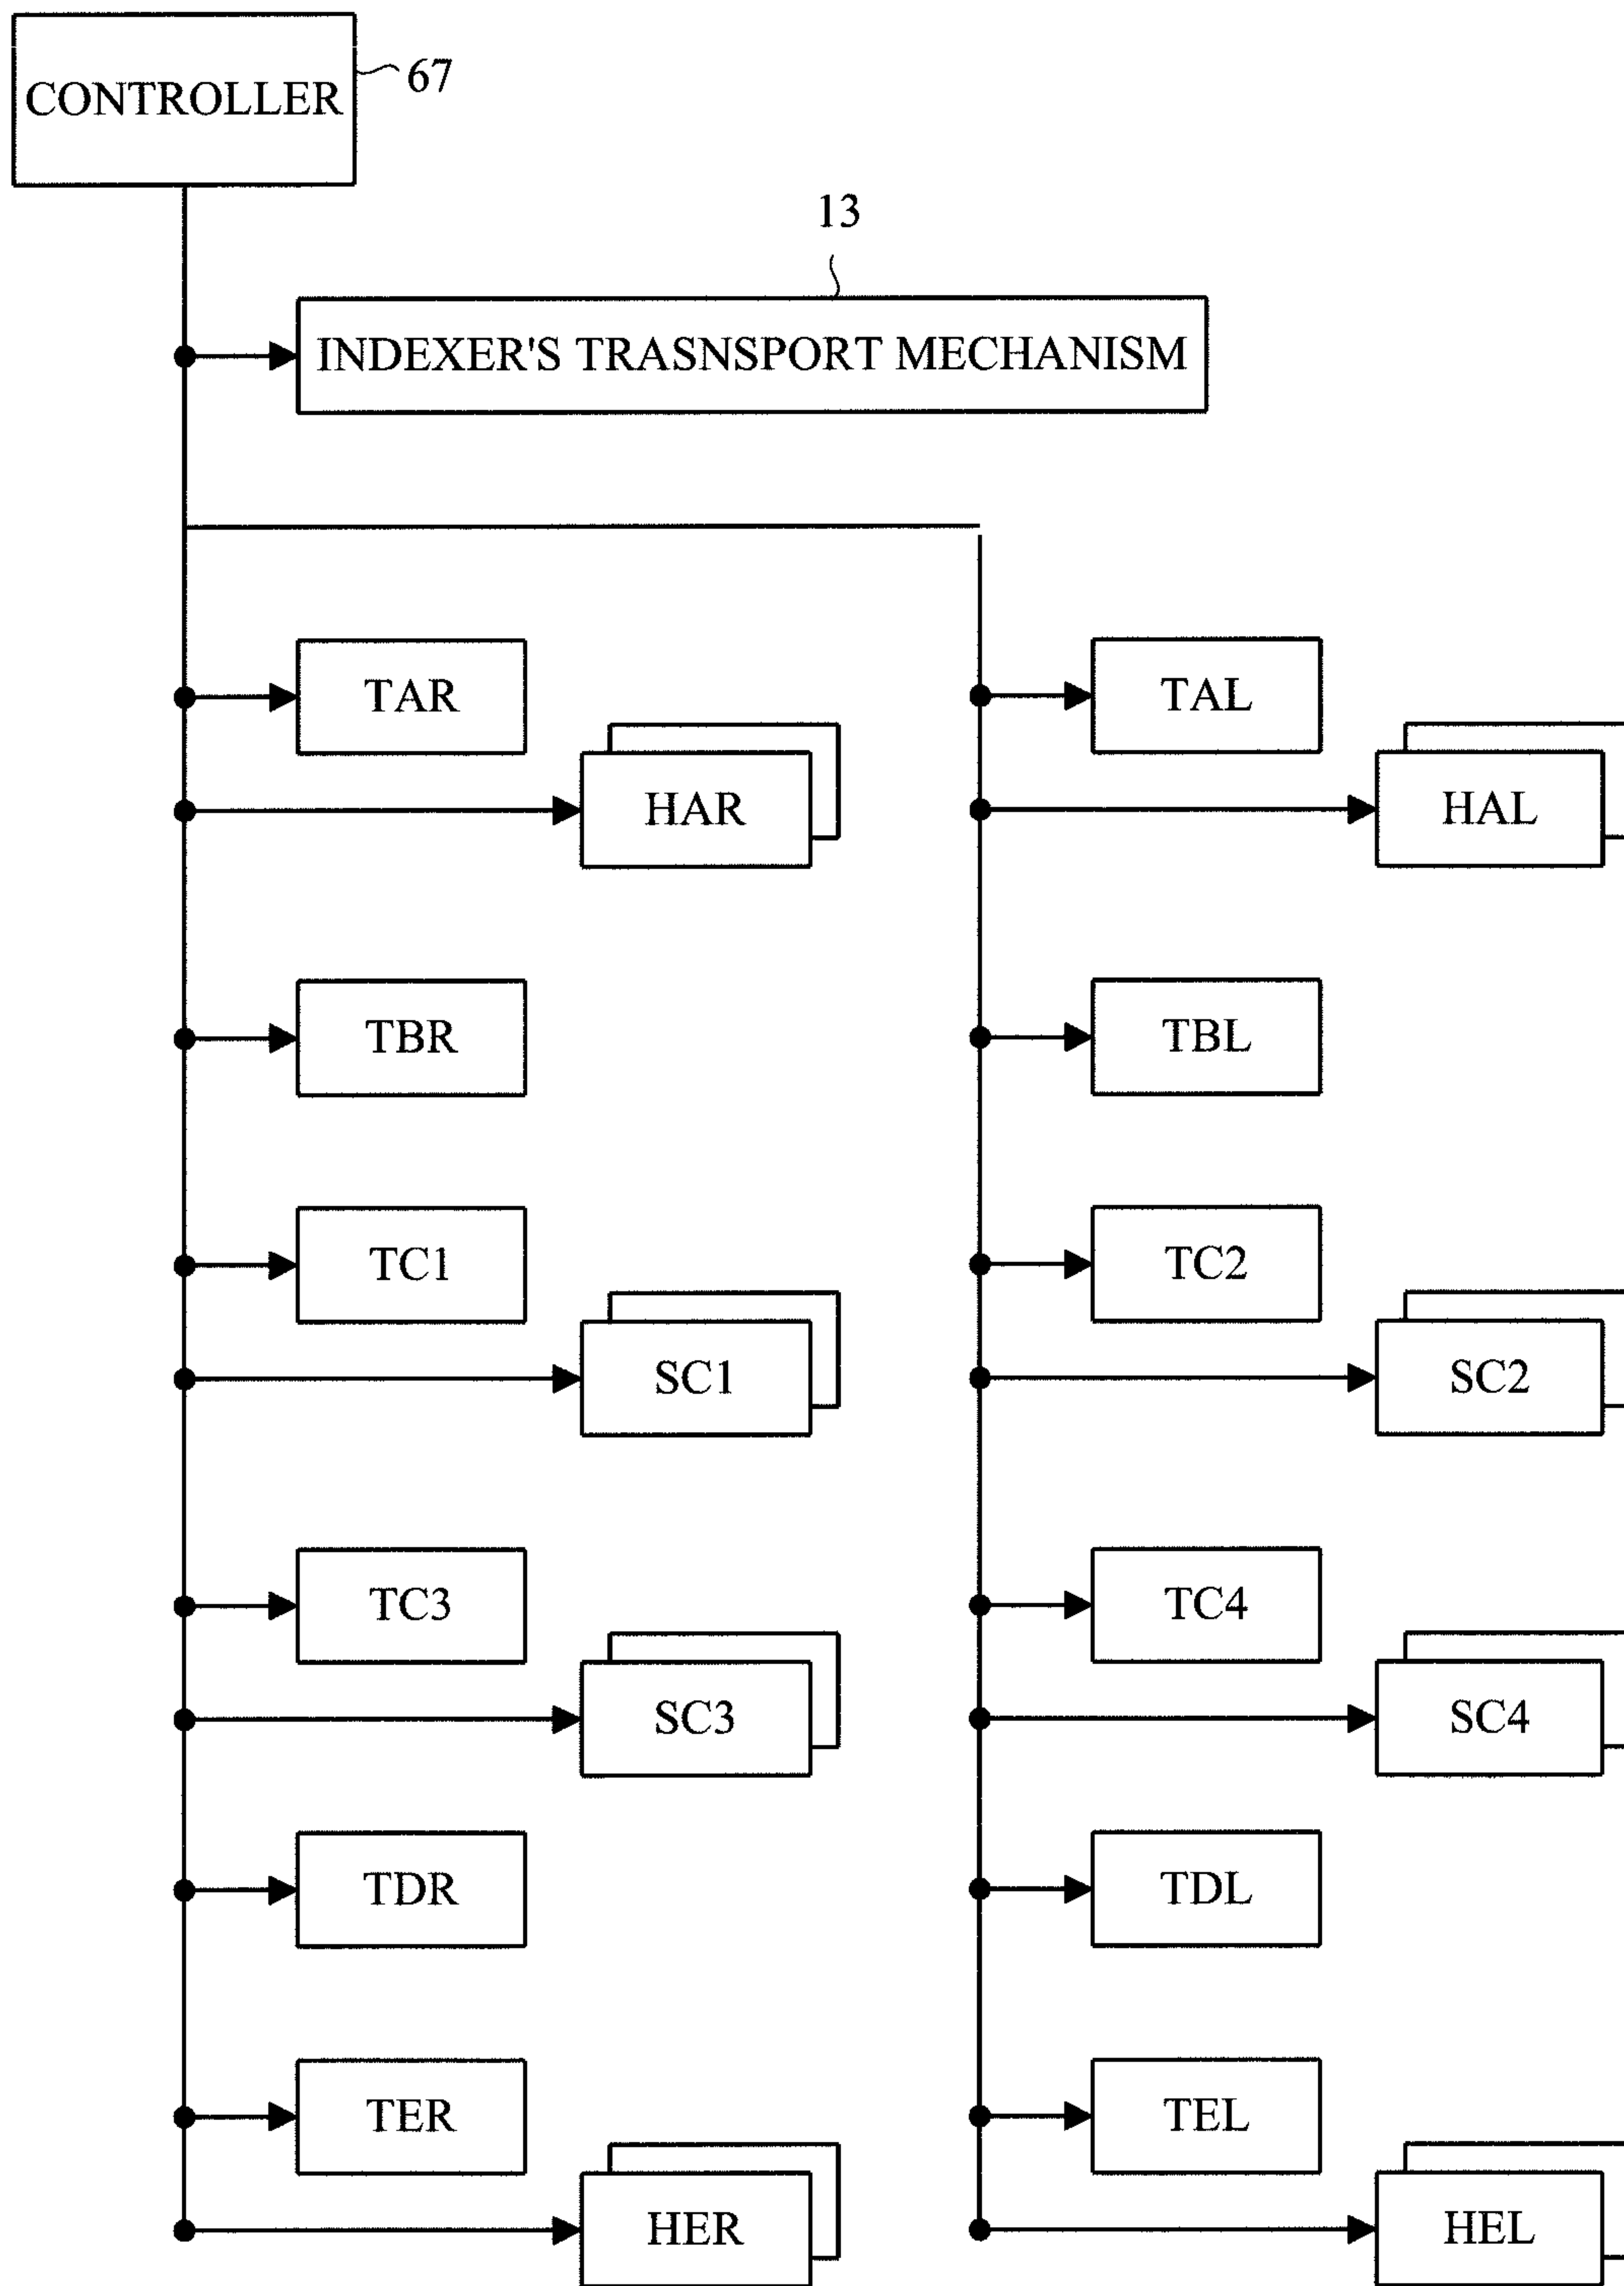 CONTROLLER
67
13
INDEXER'S TRASNSPORT MECHANISM
TAR
TAL
HAR
HAL
TBR
TBL
TC1
TC2
SC1
SC2
TC3
TC4
SC3
SC4
TDR
TDL
TER
TEL
HER
HEL